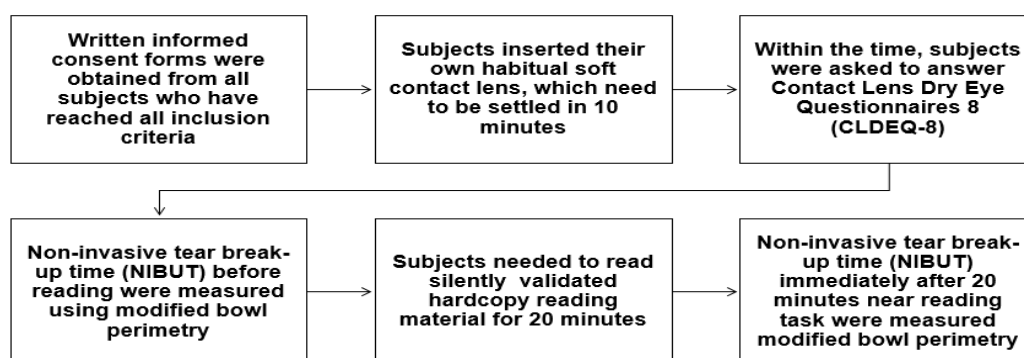 Written informed
consent forms were
obtained from all
subjects who have
reached all inclusion
criteria
Subjects inserted their
own habitual soft
contact lens, which need
to be settled in 10
minutes
Within the time, subjects
were asked to answer
Contact Lens Dry Eye
Questionnaires 8
(CLDEQ-8)
Non-invasive tear break-
up time (NIBUT) before
reading were measured
using modified bowl
perimetry
Subjects needed to read
silently validated
hardcopy reading
material for 20 minutes
Non-invasive tear break-
up time (NIBUT)
immediately after 20
minutes near reading
task were measured
modified bowl perimetry